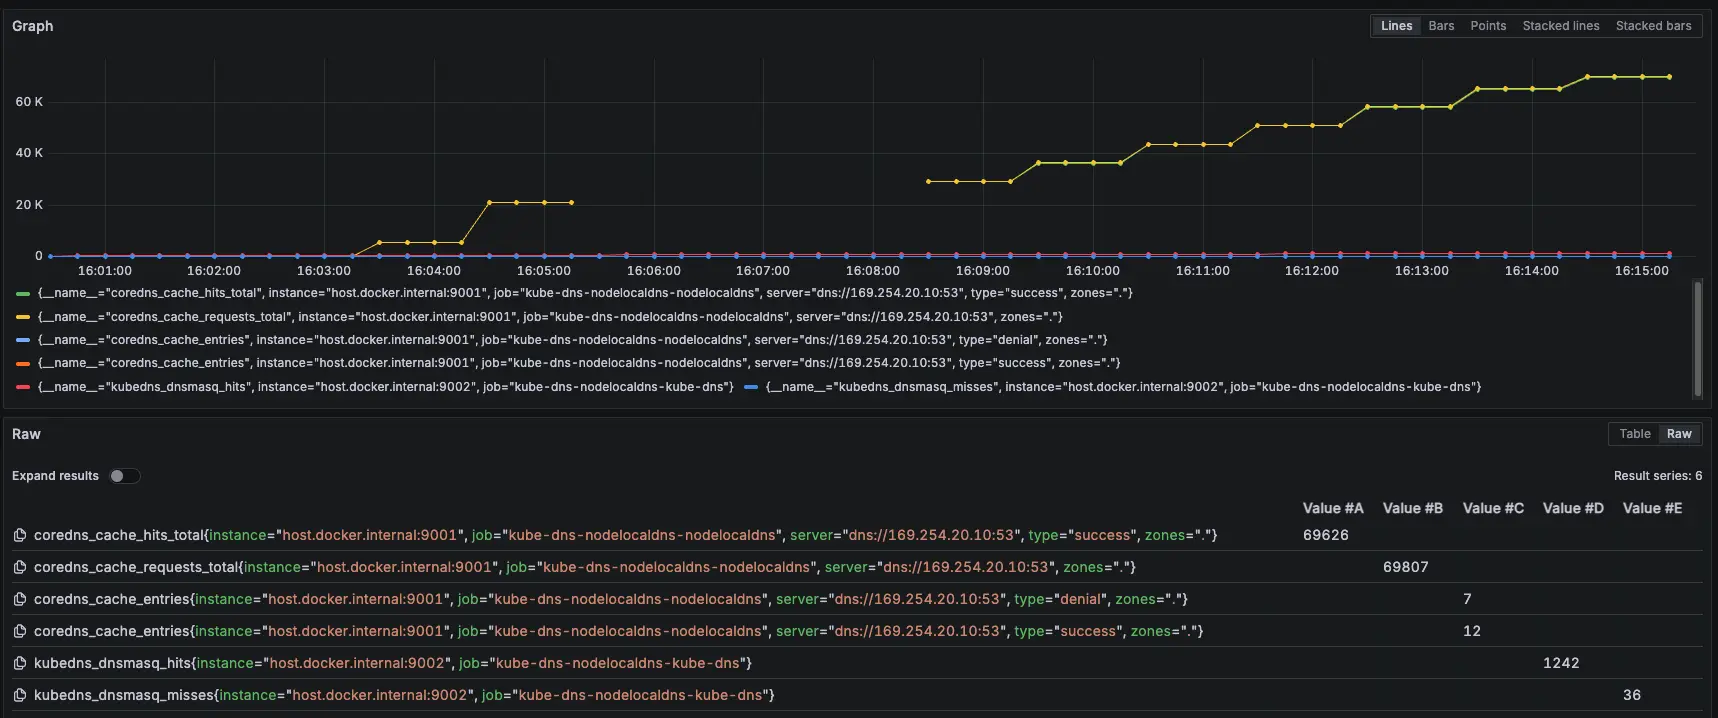 Graph
Lines Bars Points Stacked lines Stacked bars
60 K
40 K
20 K
0
16:01:00 16:02:00 16:03:00 16:04:00 16:05:00 16:06:00 16:07:00 16:08:00 16:09:00 16:10:00 16:11:00 16:12:00 16:13:00 16:14:00 16:15:00
{__name__="coredns_cache_hits_total", instance="host.docker.internal:9001", job="kube-dns-nodelocaldns-nodelocaldns", server="dns://169.254.20.10:53", type="success", zones="."}
{__name__="coredns_cache_requests_total", instance="host.docker.internal:9001", job="kube-dns-nodelocaldns-nodelocaldns", server="dns://169.254.20.10:53", zones="."}
{__name__="coredns_cache_entries", instance="host.docker.internal:9001", job="kube-dns-nodelocaldns-nodelocaldns", server="dns://169.254.20.10:53", type="denial", zones="."}
{__name__="coredns_cache_entries", instance="host.docker.internal:9001", job="kube-dns-nodelocaldns-nodelocaldns", server="dns://169.254.20.10:53", type="success", zones="."}
{__name__="kubedns_dnsmasq_hits", instance="host.docker.internal:9002", job="kube-dns-nodelocaldns-kube-dns"} {__name__="kubedns_dnsmasq_misses", instance="host.docker.internal:9002", job="kube-dns-nodelocaldns-kube-dns"}
Raw
Table Raw
Expand results
Result series: 6
Value #A Value #B Value #C Value #D Value #E
coredns_cache_hits_total{instance="host.docker.internal:9001", job="kube-dns-nodelocaldns-nodelocaldns", server="dns://169.254.20.10:53", type="success", zones="."} 69626
coredns_cache_requests_total{instance="host.docker.internal:9001", job="kube-dns-nodelocaldns-nodelocaldns", server="dns://169.254.20.10:53", zones="."} 69807
coredns_cache_entries{instance="host.docker.internal:9001", job="kube-dns-nodelocaldns-nodelocaldns", server="dns://169.254.20.10:53", type="denial", zones="."} 7
coredns_cache_entries{instance="host.docker.internal:9001", job="kube-dns-nodelocaldns-nodelocaldns", server="dns://169.254.20.10:53", type="success", zones="."} 12
kubedns_dnsmasq_hits{instance="host.docker.internal:9002", job="kube-dns-nodelocaldns-kube-dns"} 1242
kubedns_dnsmasq_misses{instance="host.docker.internal:9002", job="kube-dns-nodelocaldns-kube-dns"} 36